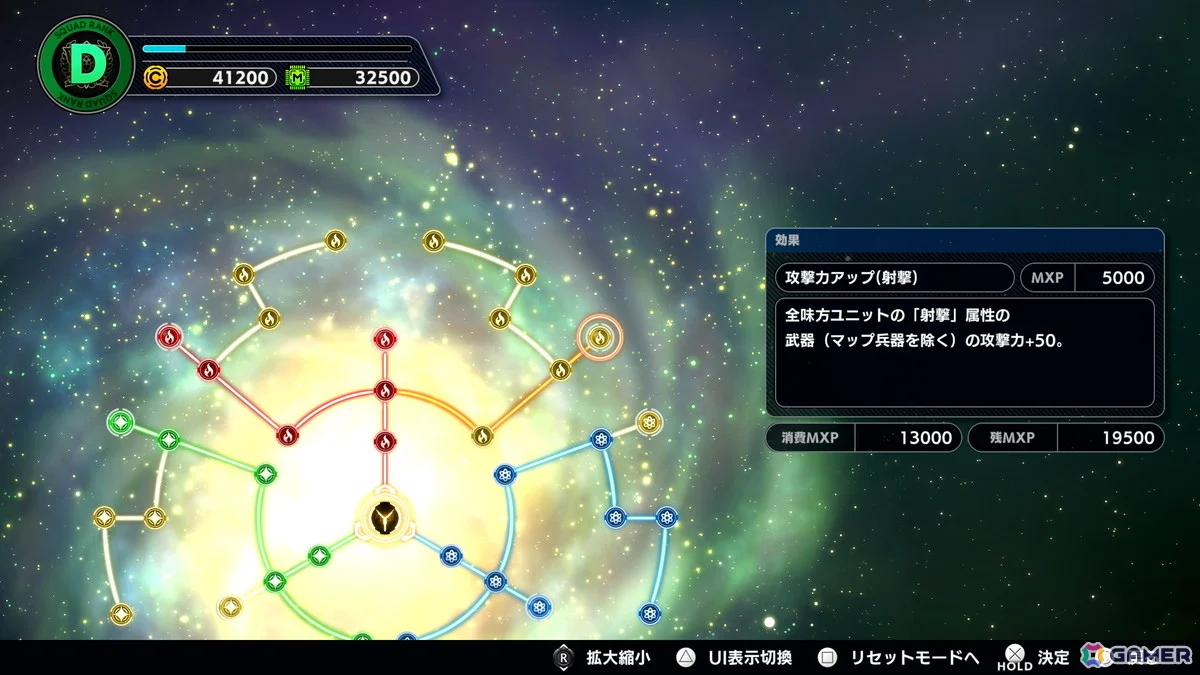 SQUAD RANK
D
SQUAD RANK
C 41200 M 32500
効果
攻撃力アップ(射撃) MXP 5000
全味方ユニットの「射撃」属性の
武器(マップ兵器を除く)の攻撃力+50。
消費MXP 13000 残MXP 19500
R 拡大縮小 UI表示切換 リセットモードへ HOLD 決定 GAMER